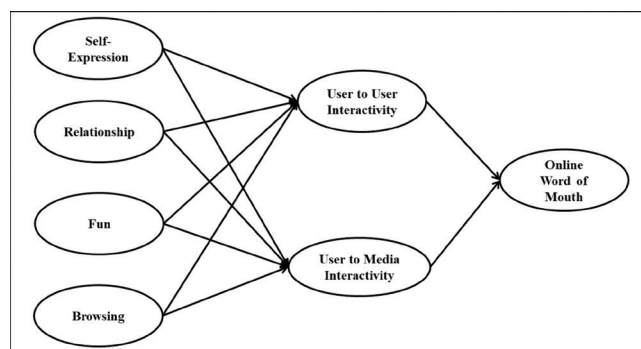 Self-
Expression
Relationship
Fun
Browsing
User to User
Interactivity
User to Media
Interactivity
Online
Word of
Mouth